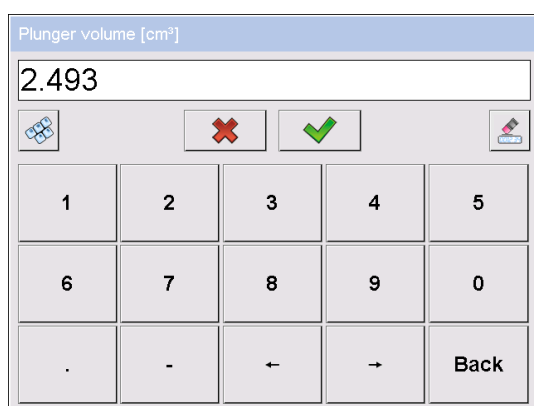 Plunger volume [cm³]
2.493
1 2 3 4 5
6 7 8 9 0
. - ← → Back